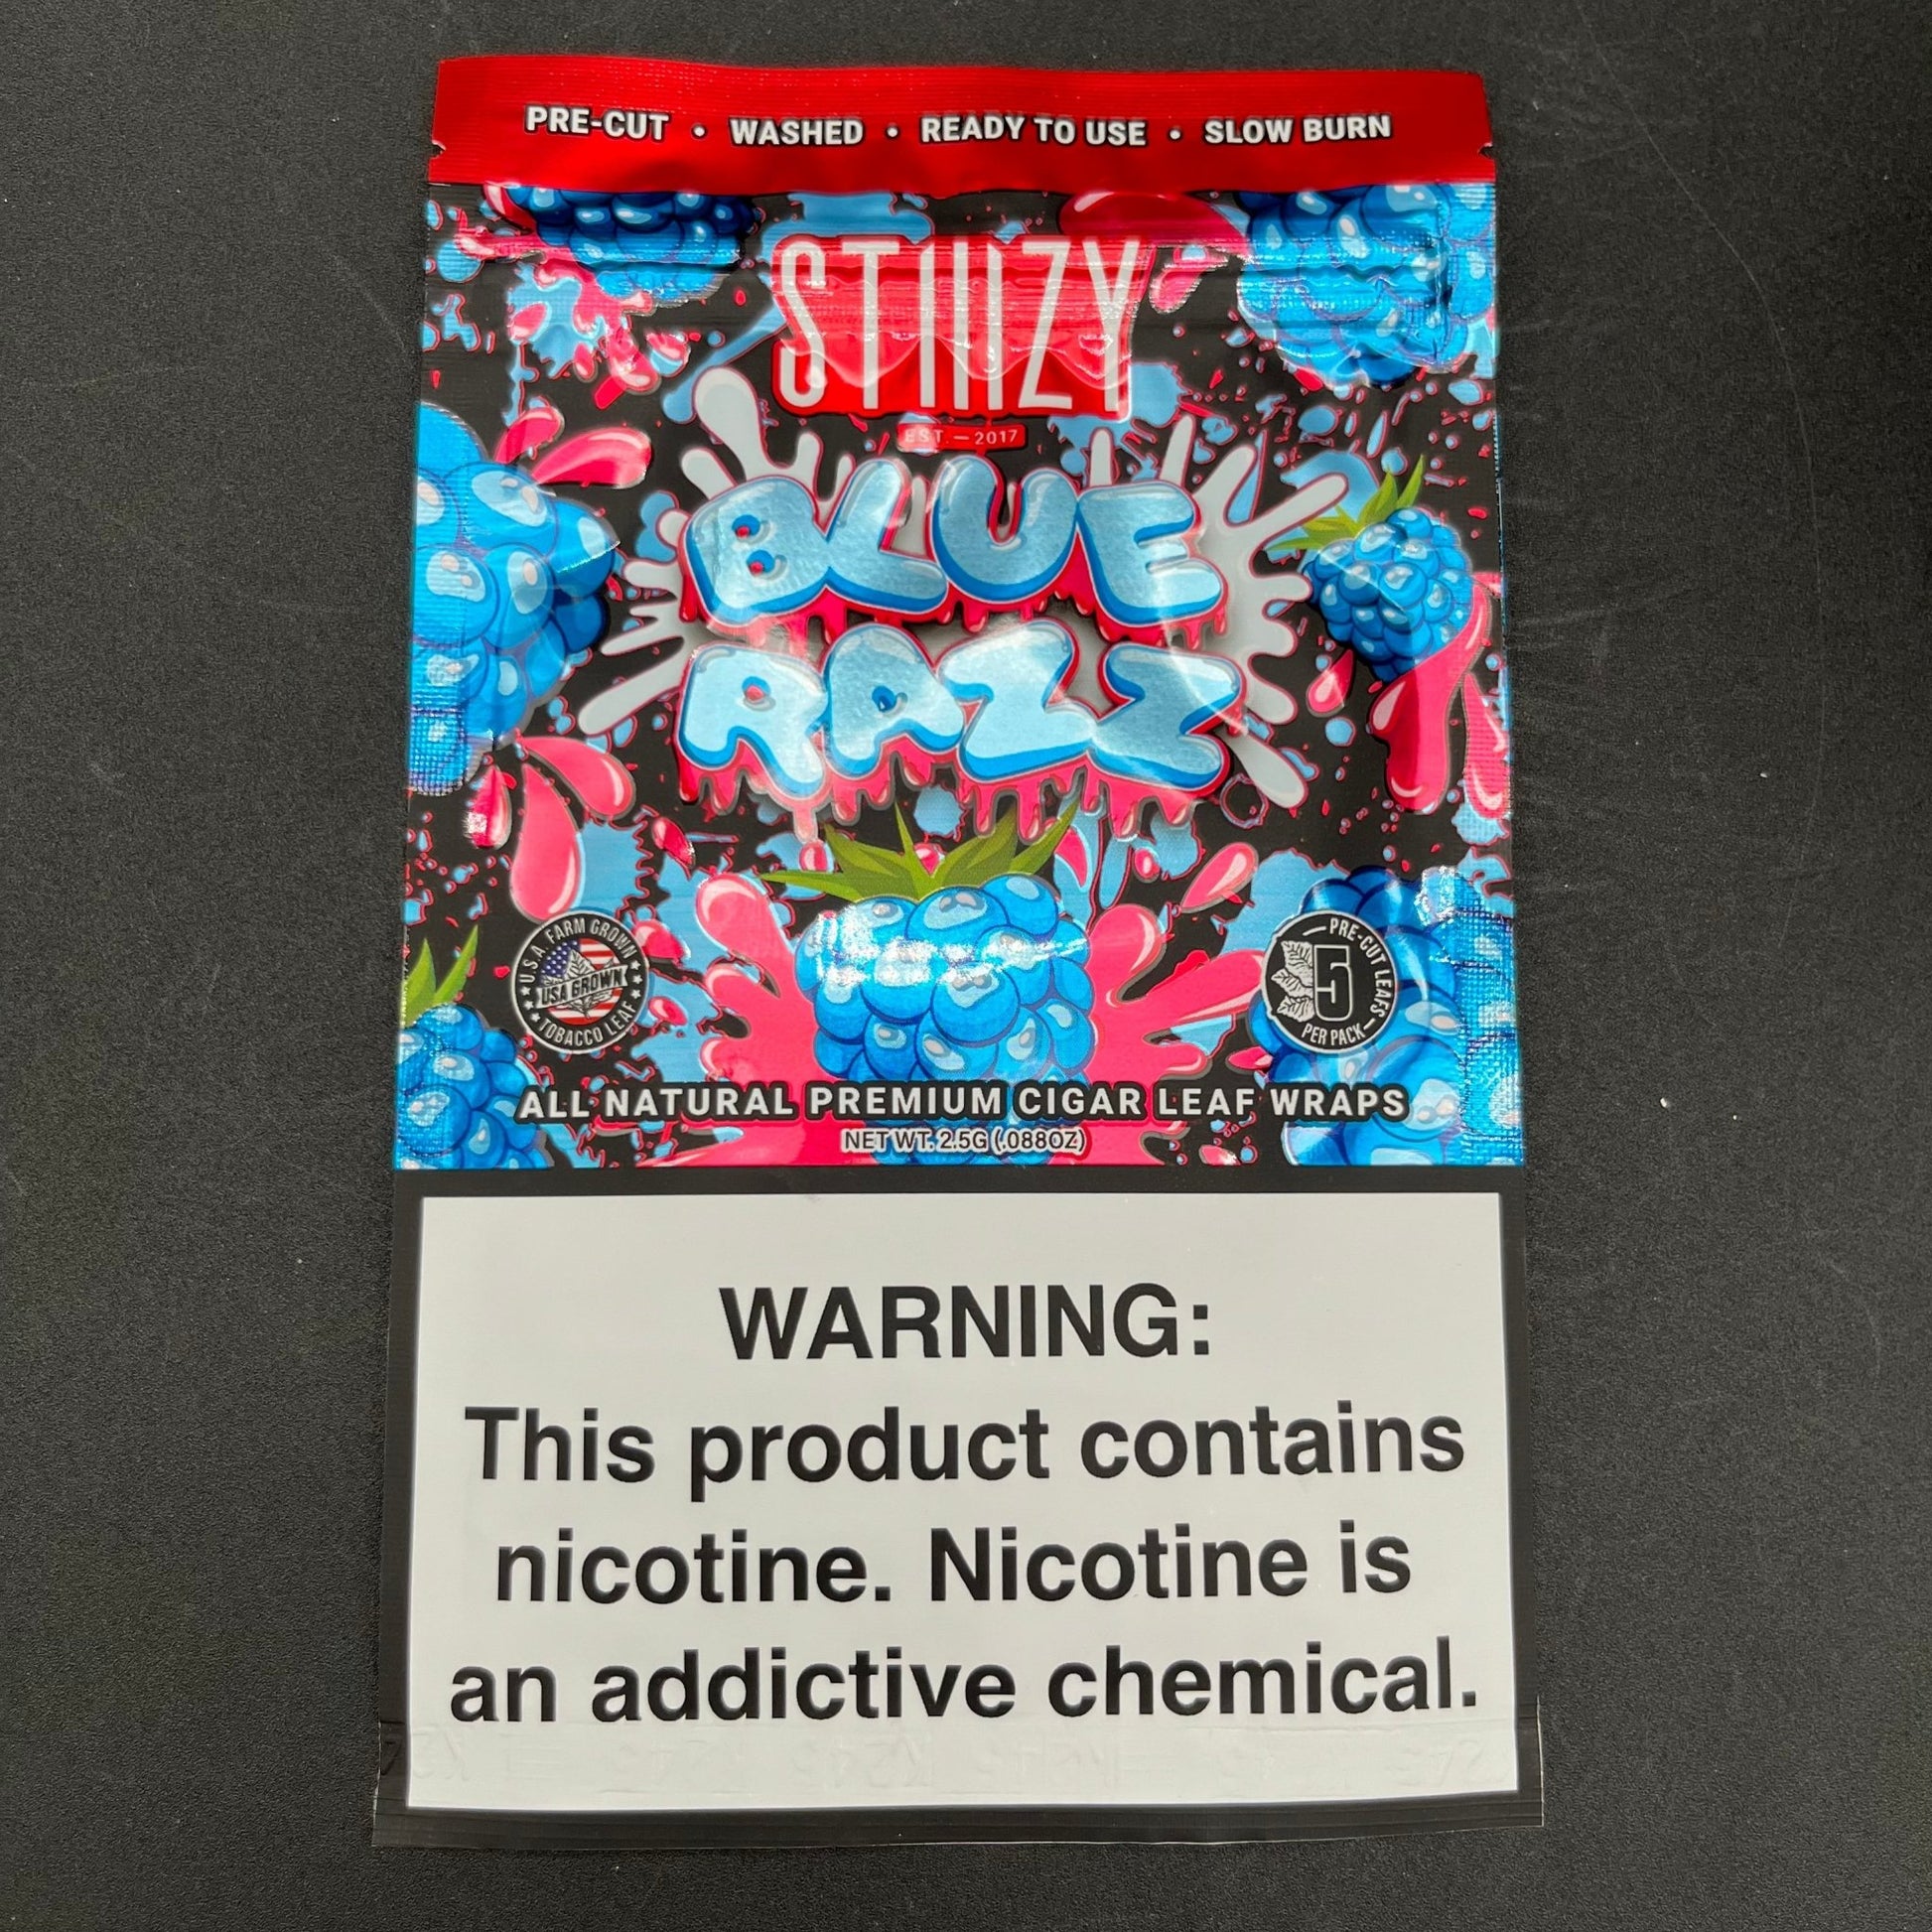 PRE-CUT • WASHED • READY TO USE • SLOW BURN
STIIIZY
EST. — 2017
BLUE
RAZZ
U.S.A. FARM GROWN
USA GROWN
TOBACCO LEAF
PRE-CUT LEAFS
5
PER PACK
ALL NATURAL PREMIUM CIGAR LEAF WRAPS
NET WT. 2.5G (.088OZ)
WARNING:
This product contains
nicotine. Nicotine is
an addictive chemical.